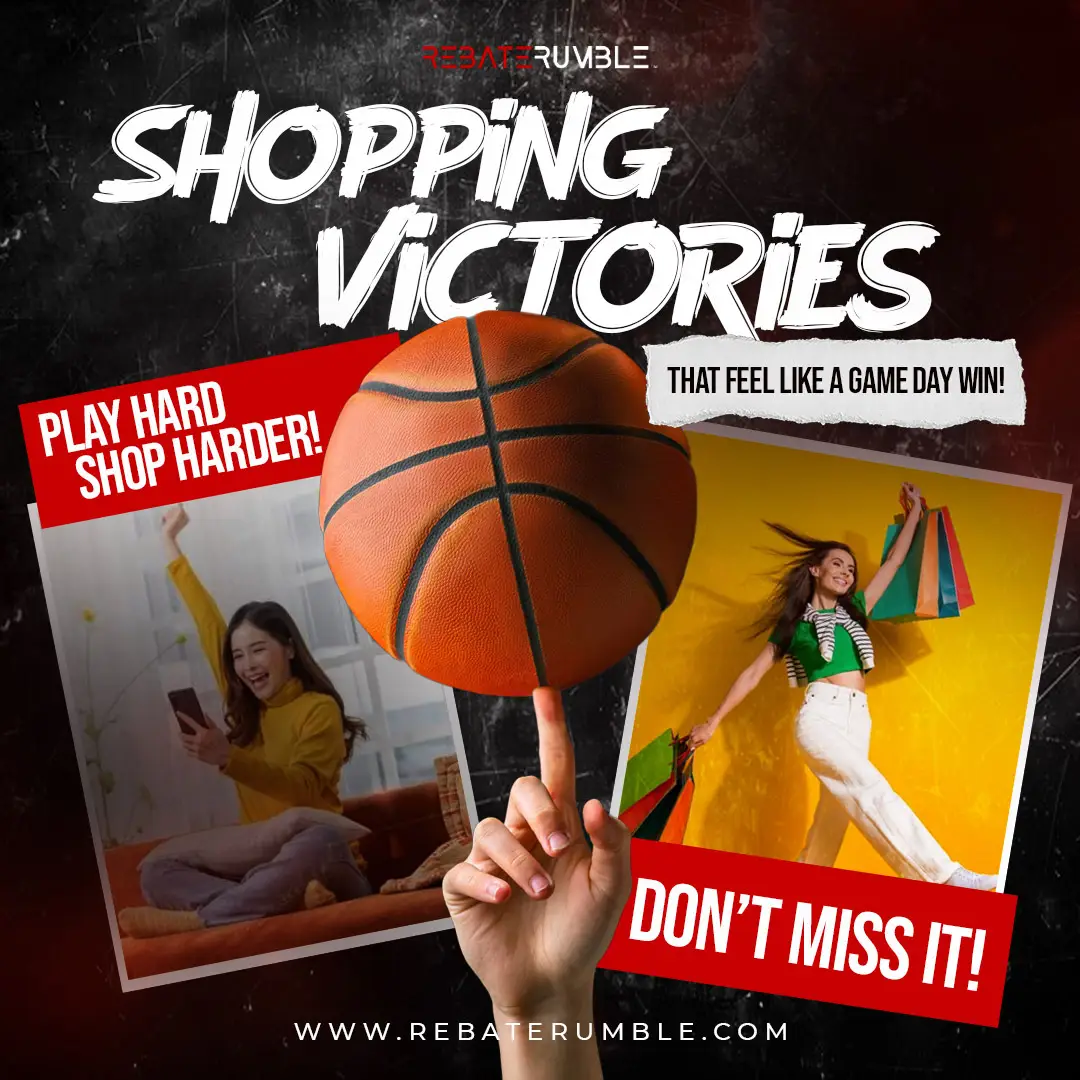 REBATERUMBLE
SHOPPING
VICTORIES
THAT FEEL LIKE A GAME DAY WIN!
PLAY HARD
SHOP HARDER!
DON'T MISS IT!
WWW.REBATERUMBLE.COM